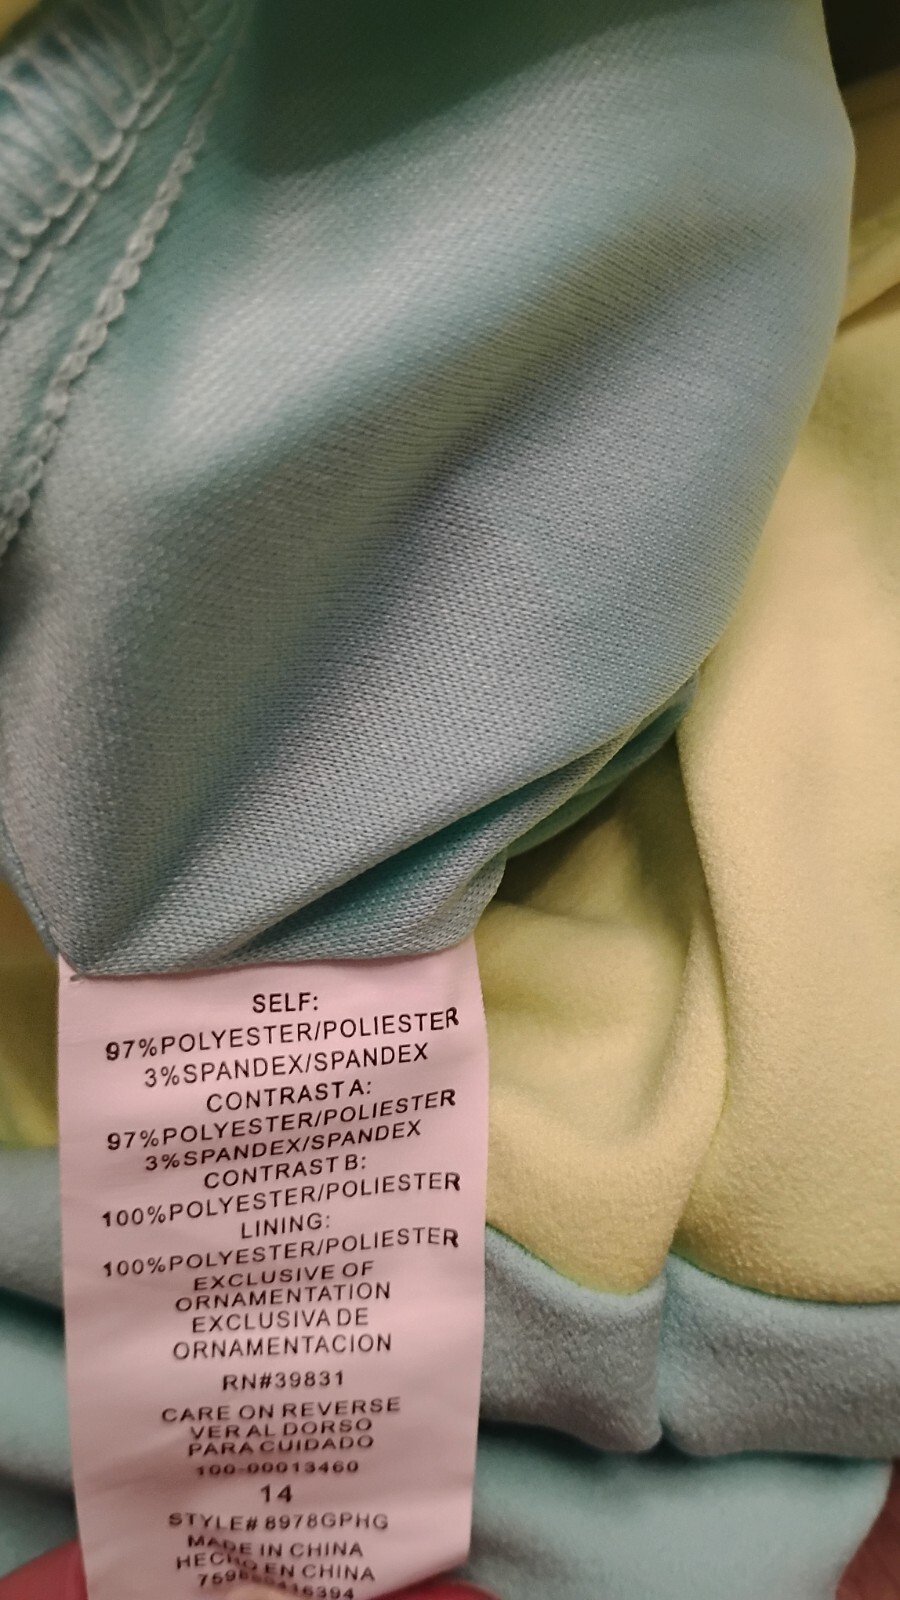 SELF:
97%POLYESTER/POLIESTER
3%SPANDEX/SPANDEX
CONTRAST A:
97%POLYESTER/POLIESTER
3%SPANDEX/SPANDEX
CONTRAST B:
100%POLYESTER/POLIESTER
LINING:
100%POLYESTER/POLIESTER
EXCLUSIVE OF
ORNAMENTATION
EXCLUSIVA DE
ORNAMENTACION
RN#39831
CARE ON REVERSE
VER AL DORSO
PARA CUIDADO
100-00013460
14
STYLE# 8978GPHG
MADE IN CHINA
HECHO EN CHINA